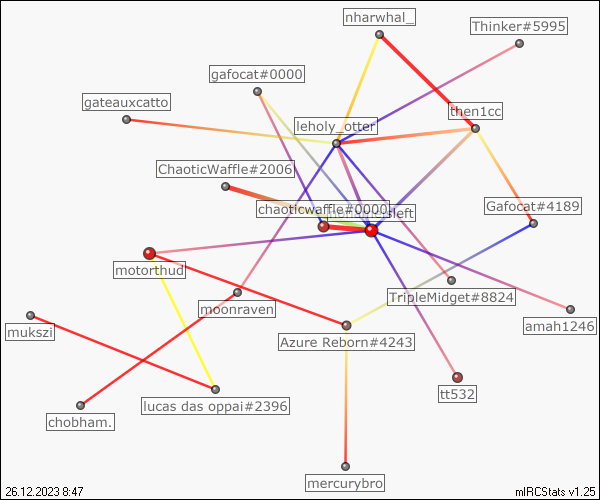 nharwhal_
Thinker#5995
gafocat#0000
gateauxcatto
then1cc
leholy_otter
ChaoticWaffle#2006
chaoticwaffle#0000
sleft
Gafocat#4189
motorthud
moonraven
TripleMidget#8824
amah1246
mukszi
Azure Reborn#4243
tt532
lucas das oppai#2396
chobham.
mercurybro
26.12.2023 8:47
mIRCStats v1.25